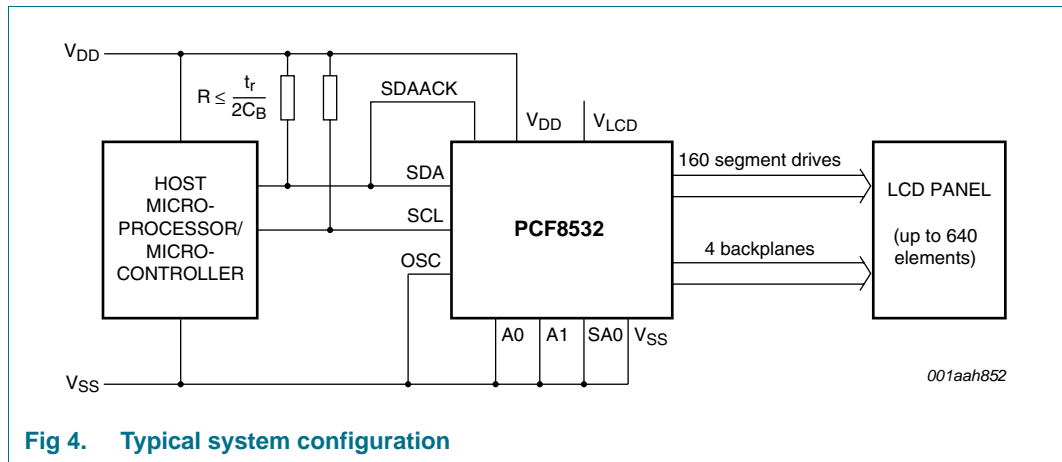 VDD
R ≤ tr
2CB
SDAACK
VDD
VLCD
160 segment drives
HOST
MICRO-
PROCESSOR/
MICRO-
CONTROLLER
SDA
SCL
OSC
PCF8532
LCD PANEL
(up to 640
elements)
4 backplanes
A0
A1
SA0
VSS
VSS
001aah852
Fig 4. Typical system configuration